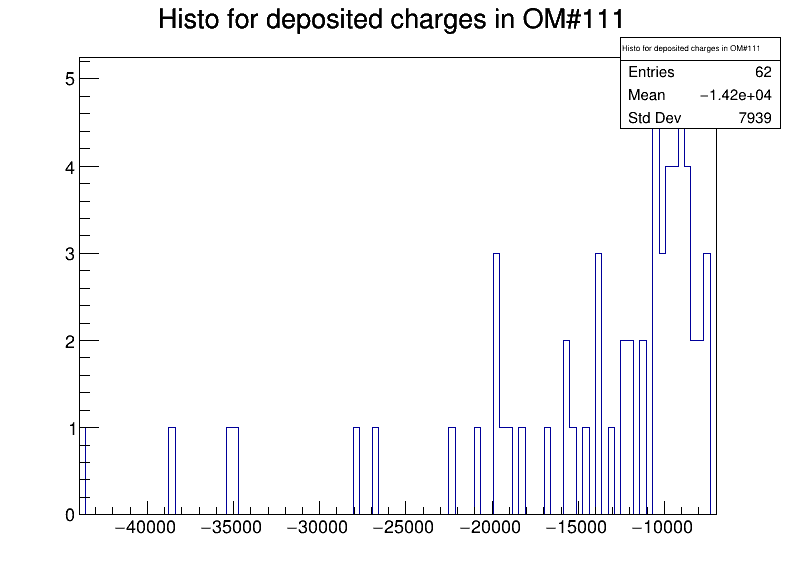 Histo for deposited charges in OM#111
Histo for deposited charges in OM#111
Entries 62
Mean −1.42e+04
Std Dev 7939
5
4
3
2
1
0
−40000 −35000 −30000 −25000 −20000 −15000 −10000